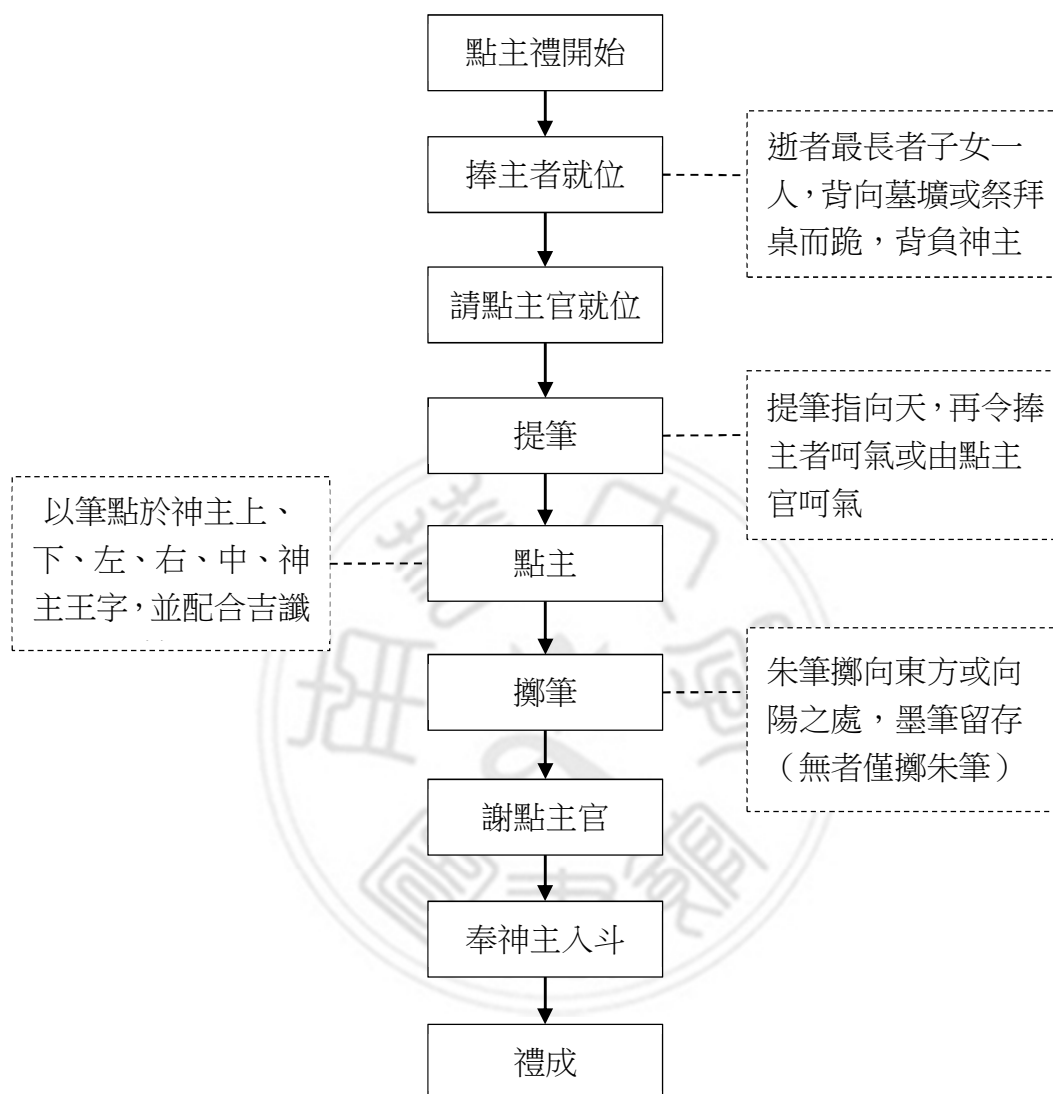 點主禮開始
捧主者就位
逝者最長者子女一
人，背向墓壙或祭拜
桌而跪，背負神主
請點主官就位
提筆
提筆指向天，再令捧
主者呵氣或由點主
官呵氣
點主
以筆點於神主上、
下、左、右、中、神
主王字，並配合吉讖
擲筆
朱筆擲向東方或向
陽之處，墨筆留存
（無者僅擲朱筆）
謝點主官
奉神主入斗
禮成